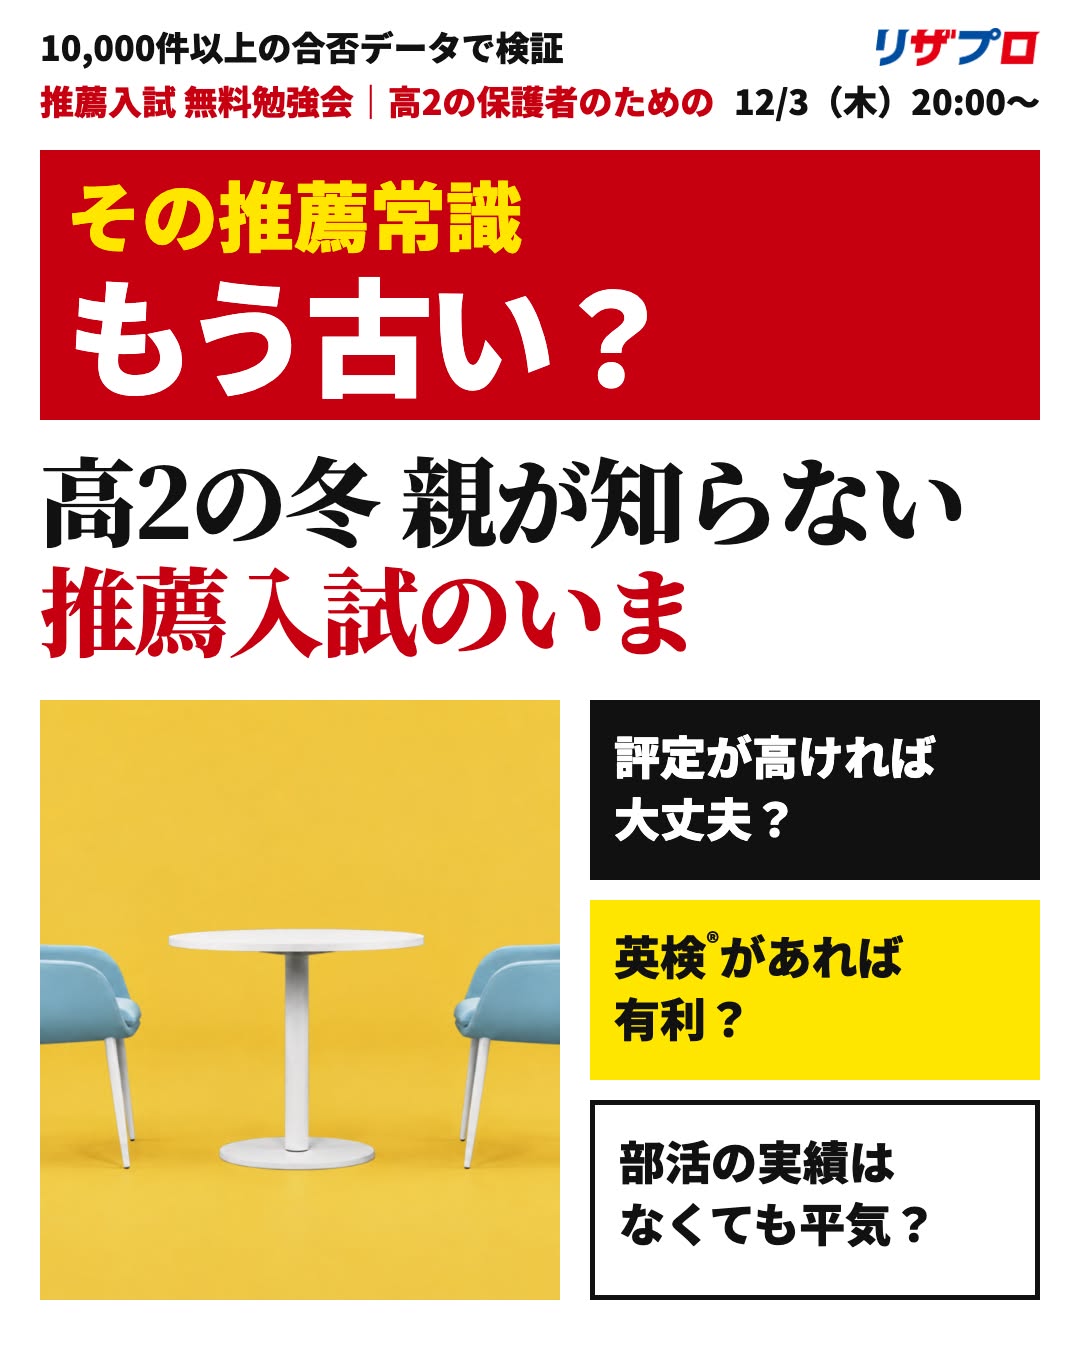 10,000件以上の合否データで検証
リザプロ
推薦入試 無料勉強会｜高2の保護者のための 12/3（木）20:00〜
その推薦常識
もう古い？
高2の冬 親が知らない
推薦入試のいま
評定が高ければ
大丈夫？
英検®があれば
有利？
部活の実績は
なくても平気？